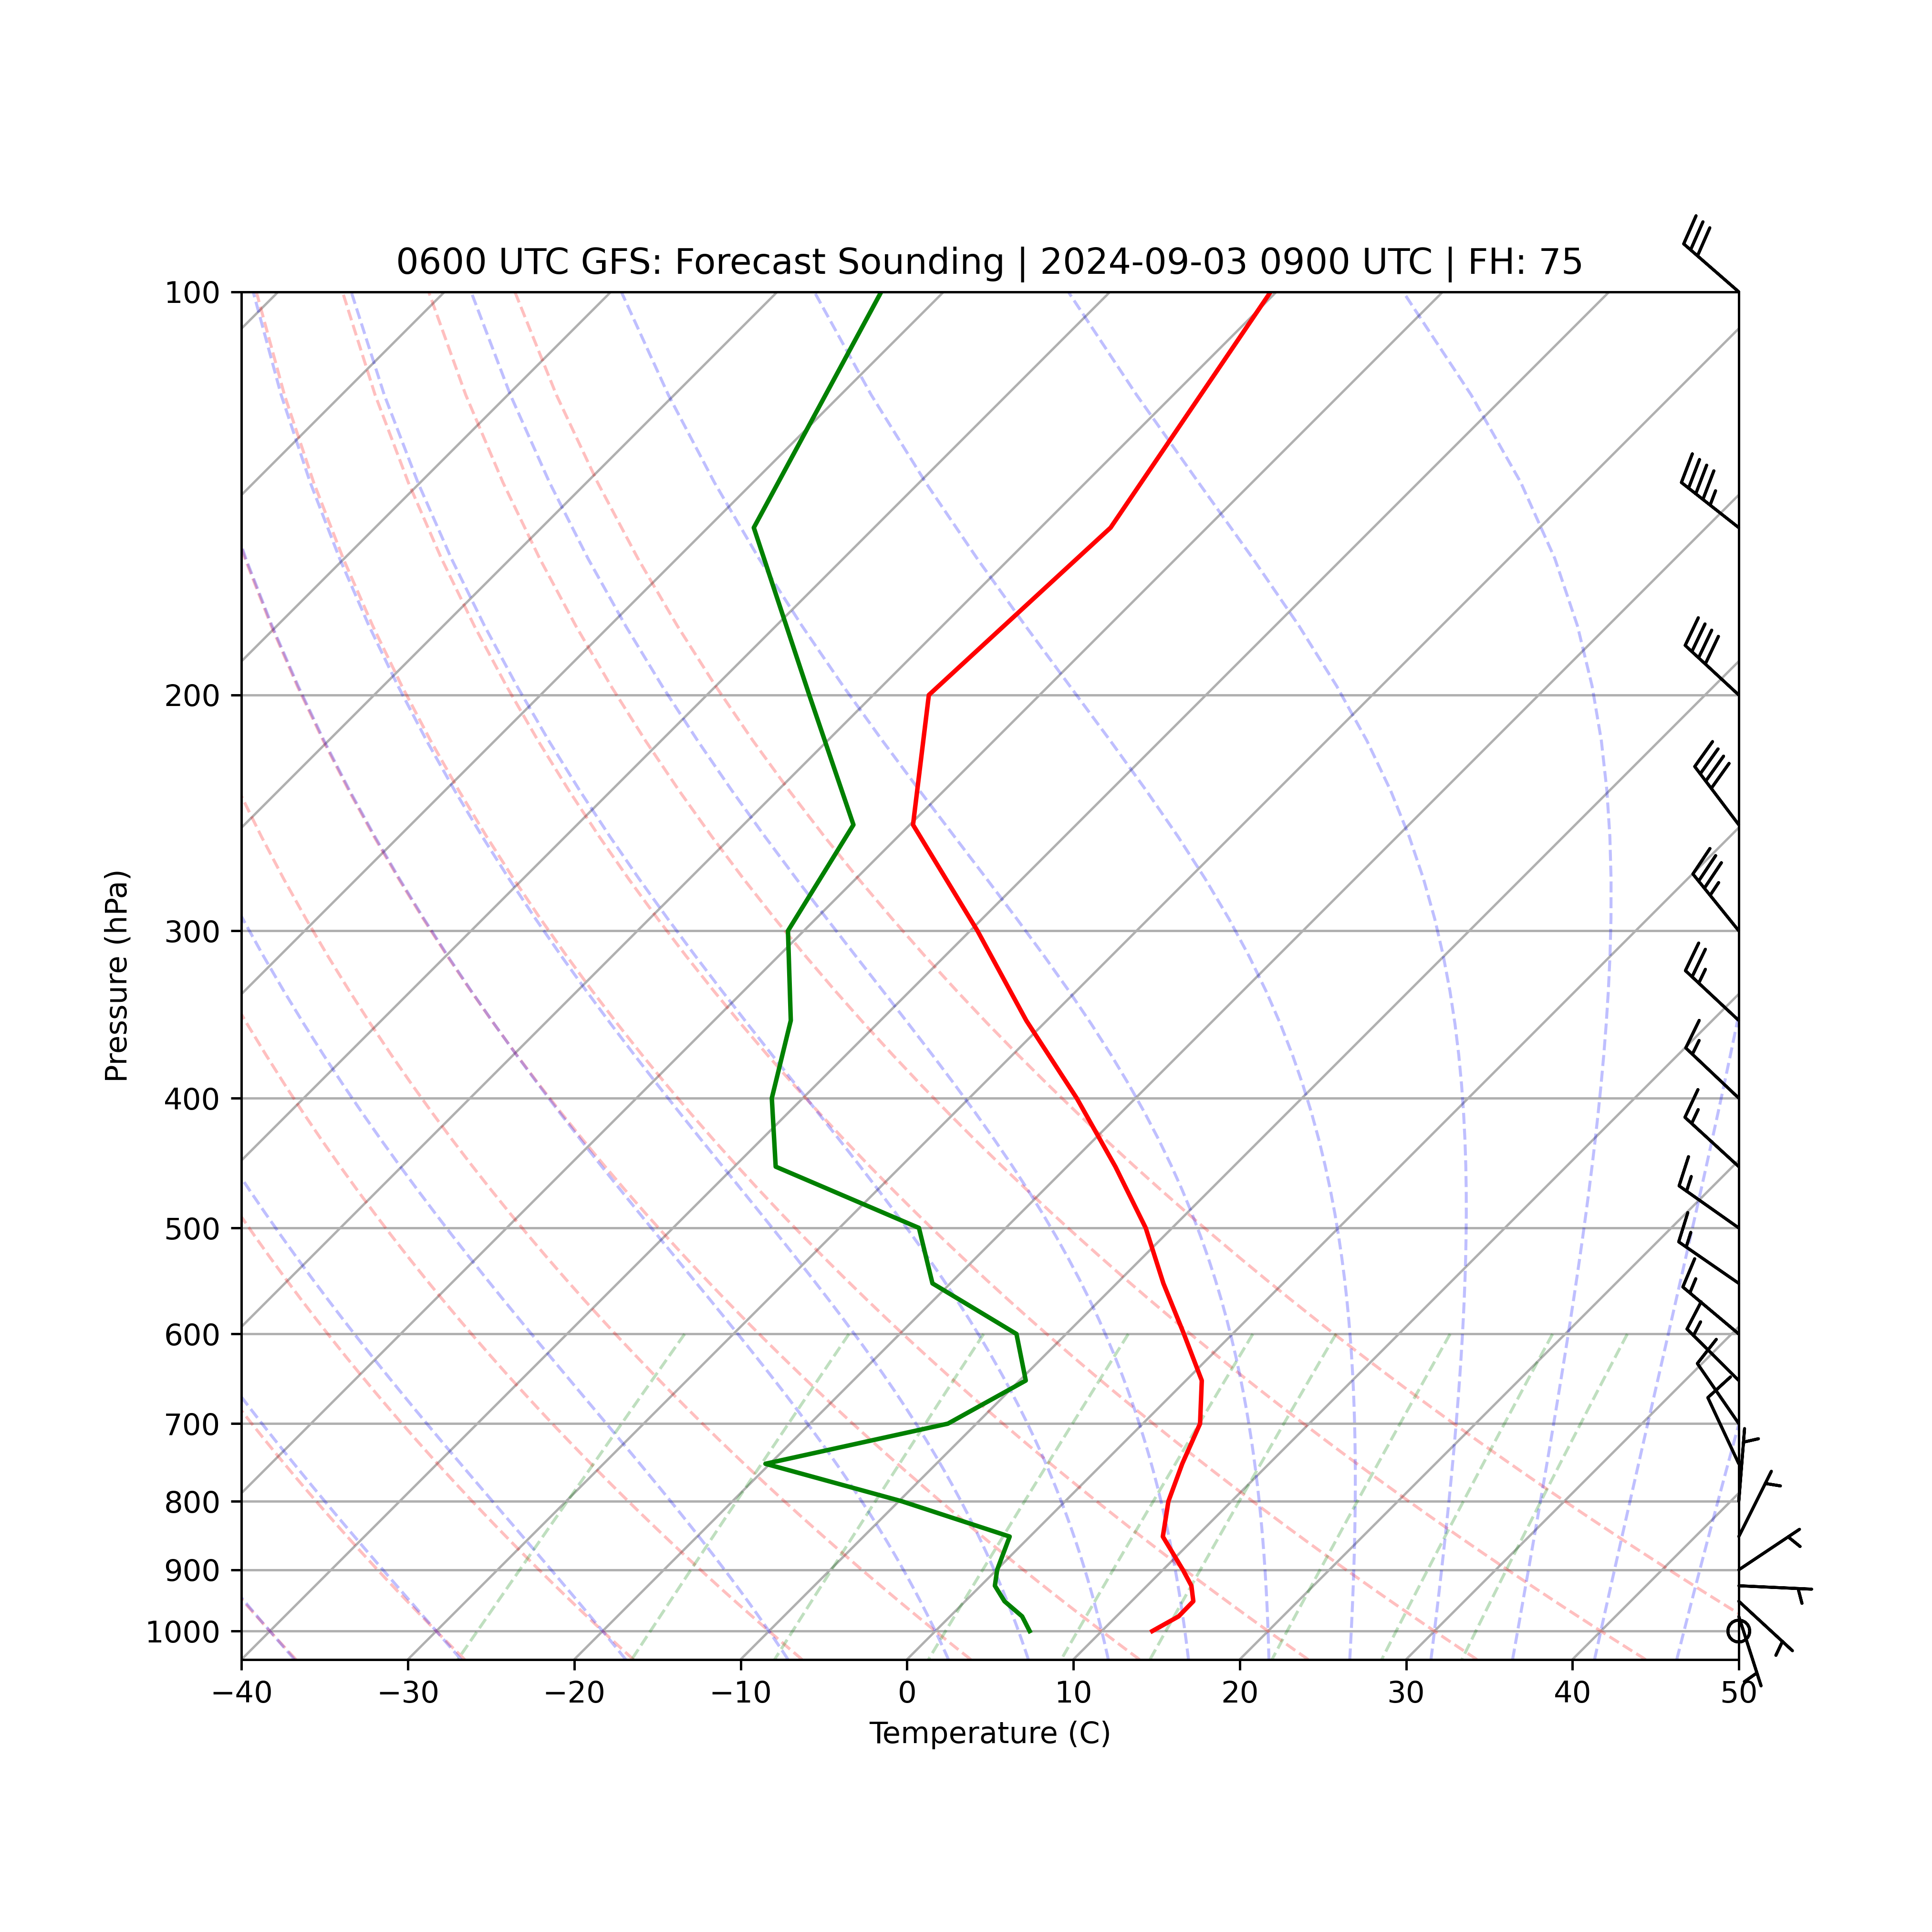 0600 UTC GFS: Forecast Sounding | 2024-09-03 0900 UTC | FH: 75
100
200
300
400
500
600
700
800
900
1000
Pressure (hPa)
−40 −30 −20 −10 0 10 20 30 40 50
Temperature (C)